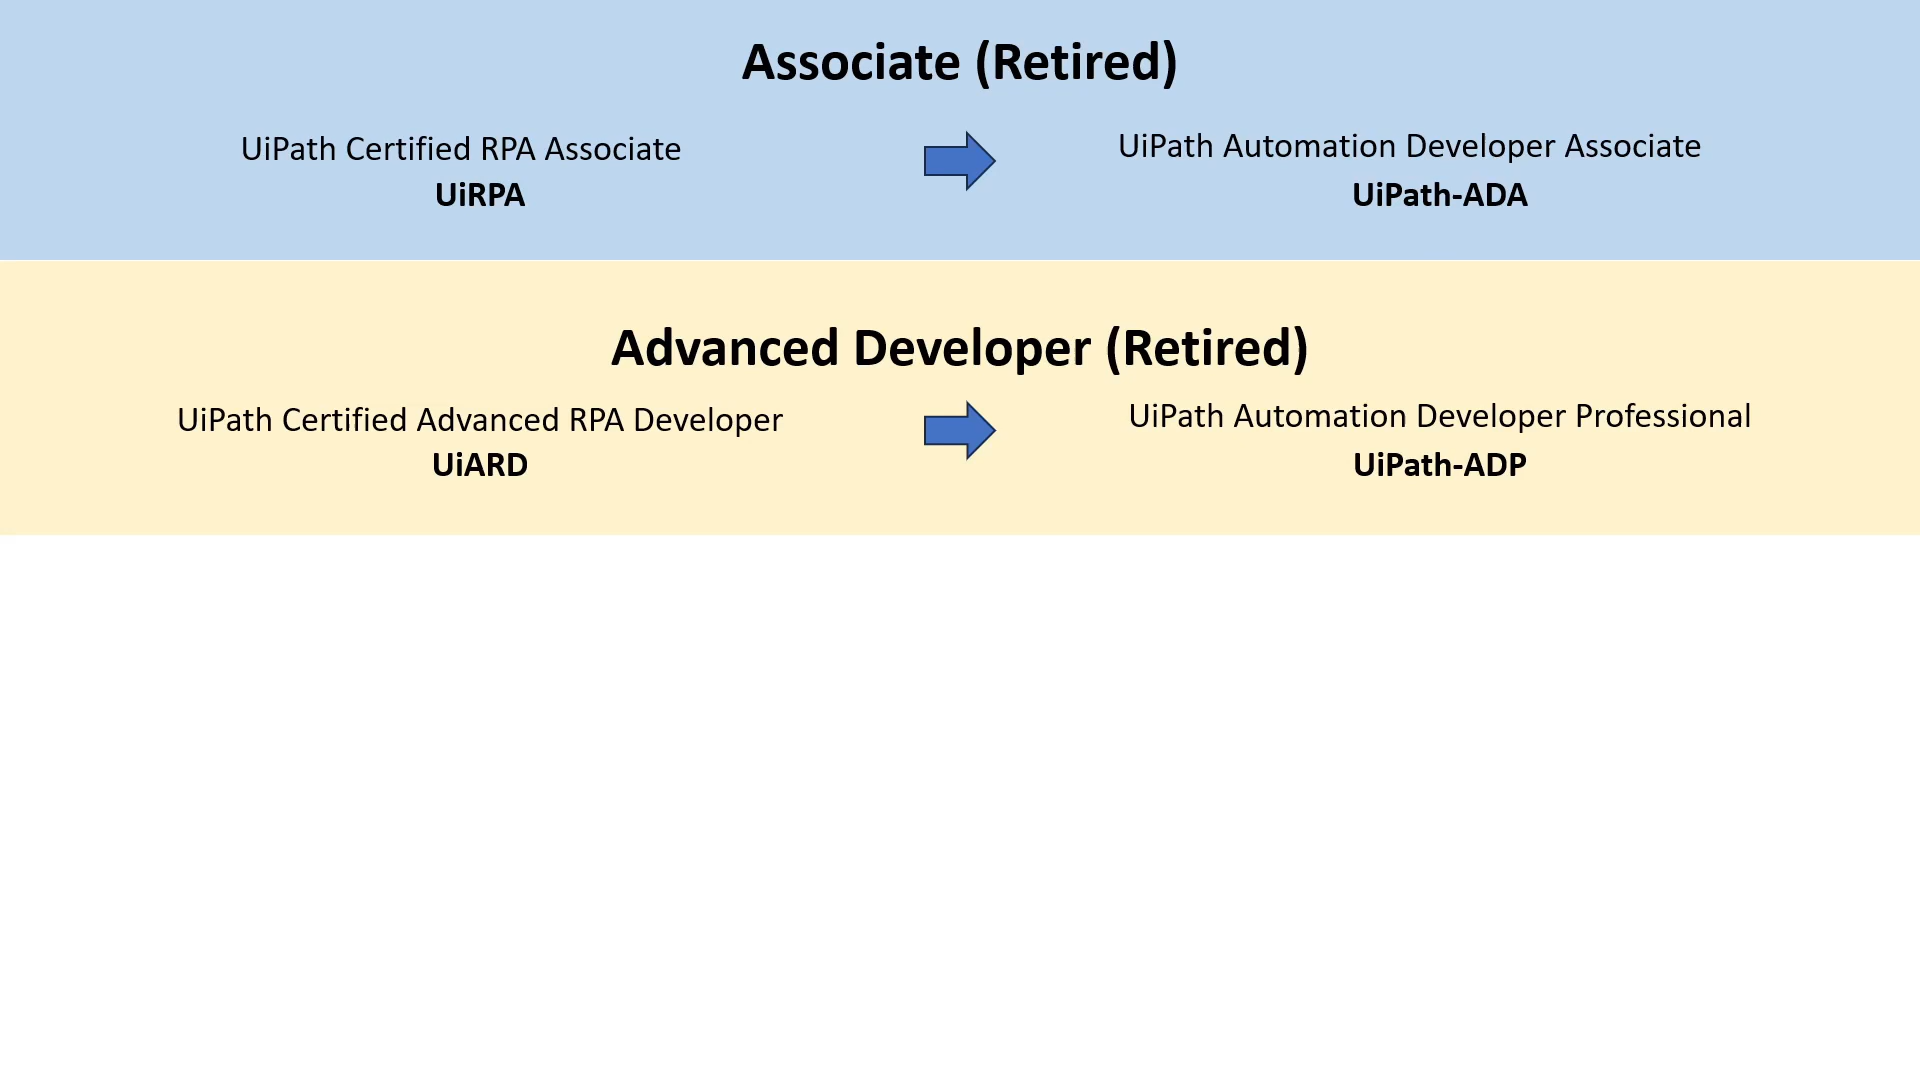 Associate (Retired)
UiPath Certified RPA Associate
UiRPA
UiPath Automation Developer Associate
UiPath-ADA
Advanced Developer (Retired)
UiPath Certified Advanced RPA Developer
UiARD
UiPath Automation Developer Professional
UiPath-ADP